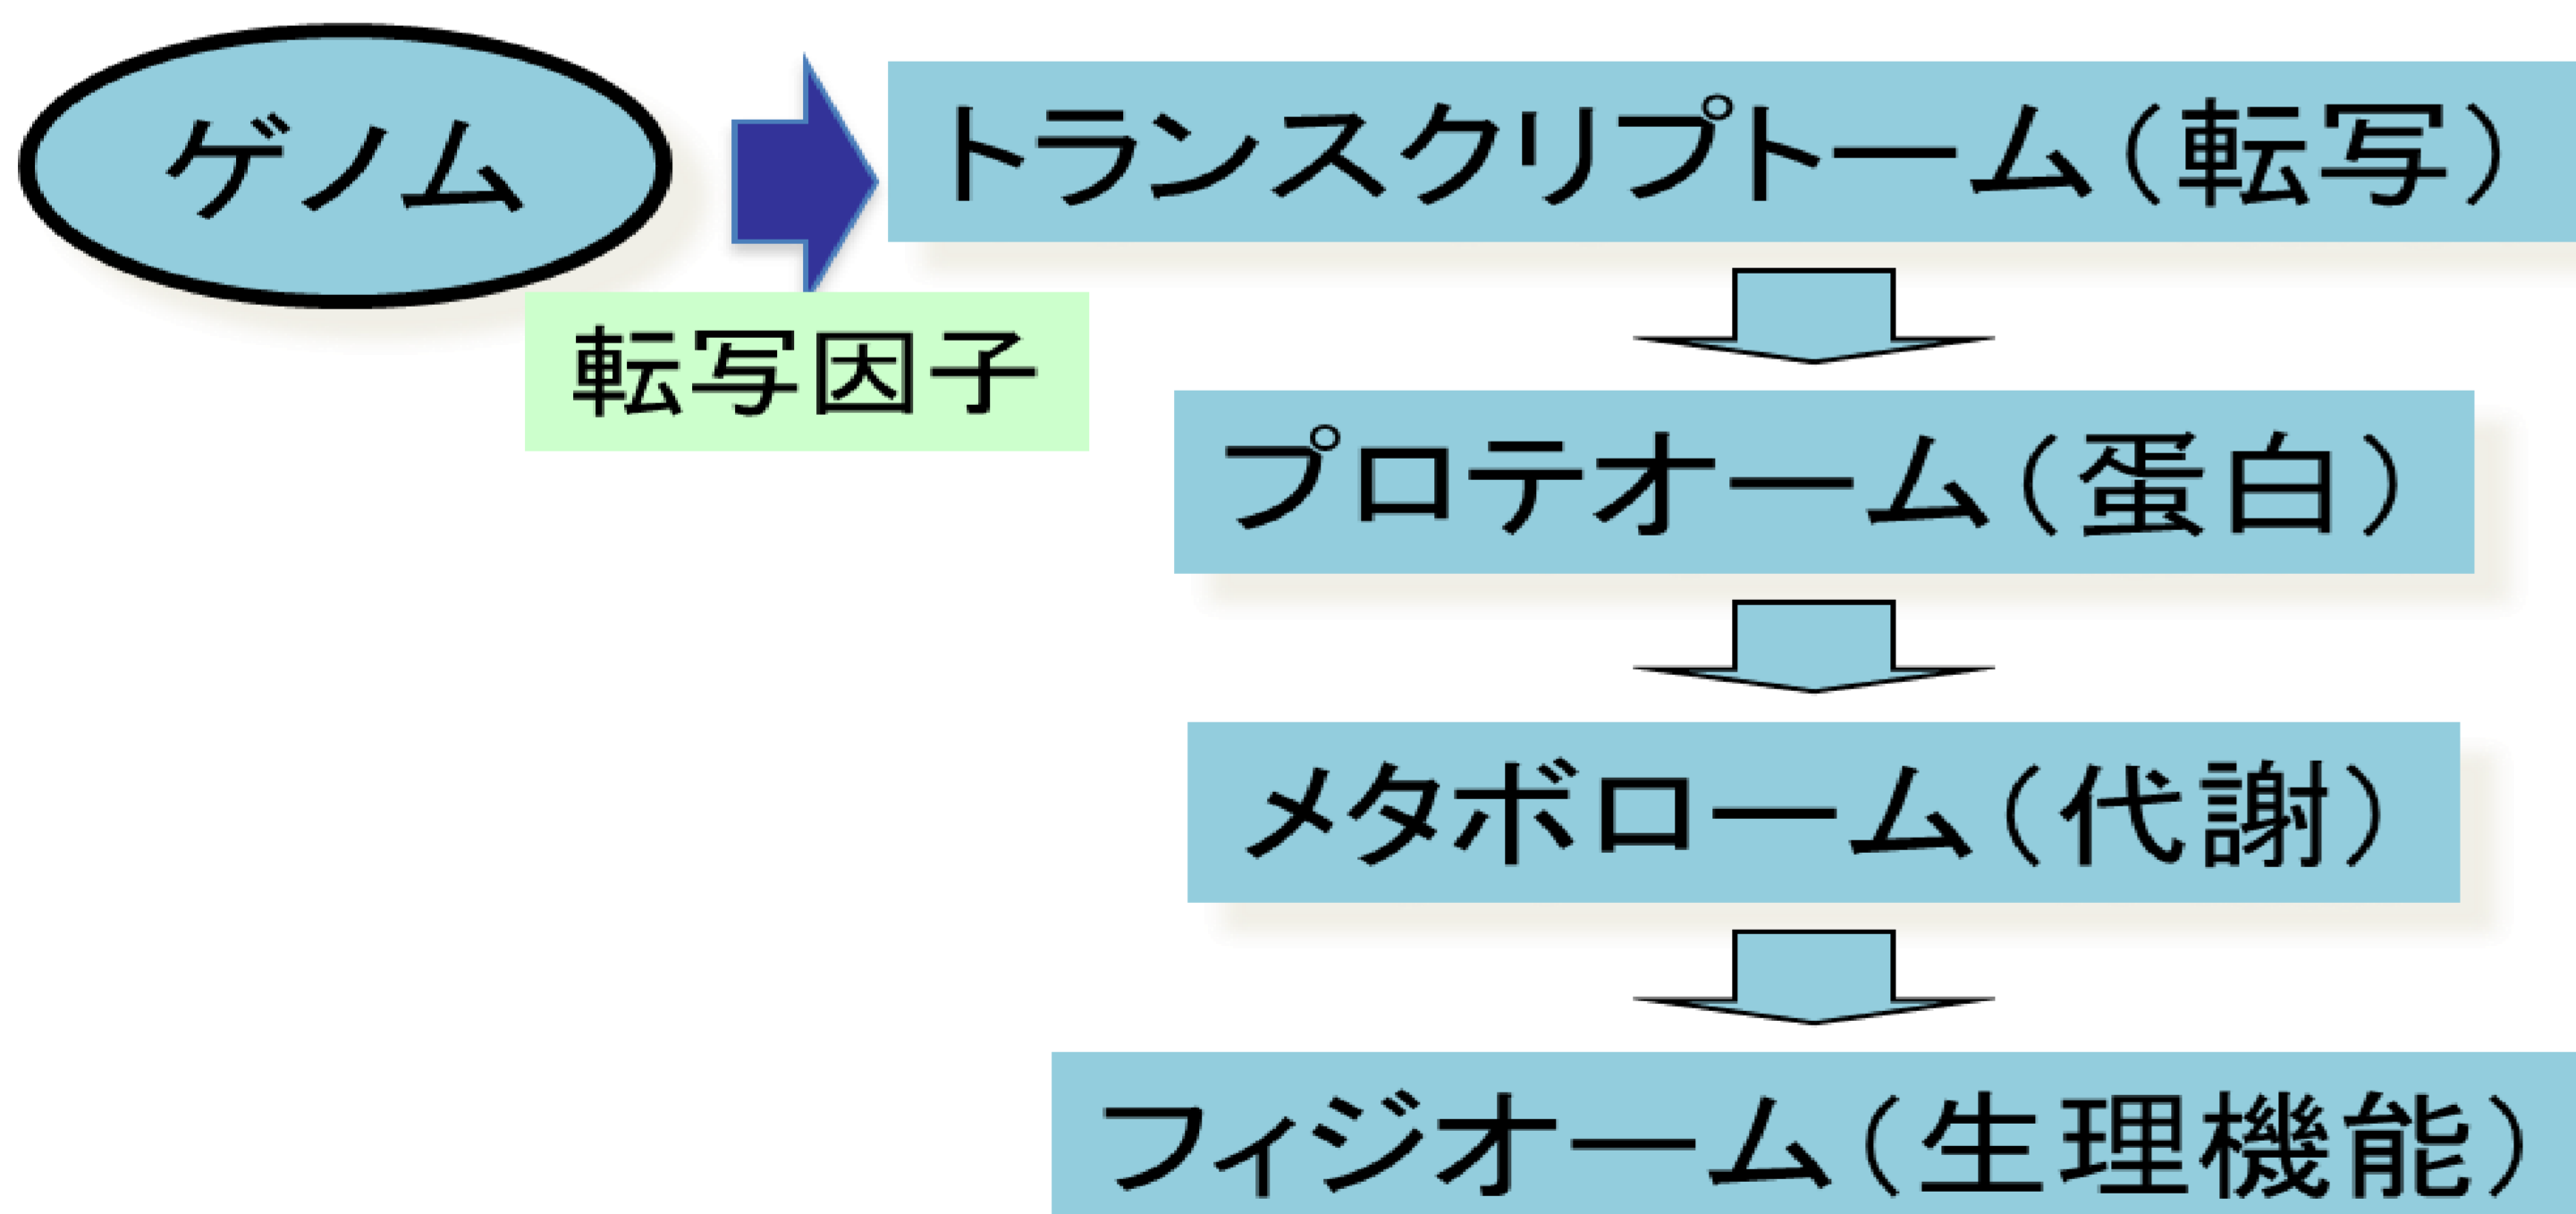 ゲノム
トランスクリプトーム（転写）
転写因子
プロテオーム（蛋白）
メタボローム（代謝）
フィジオーム（生理機能）